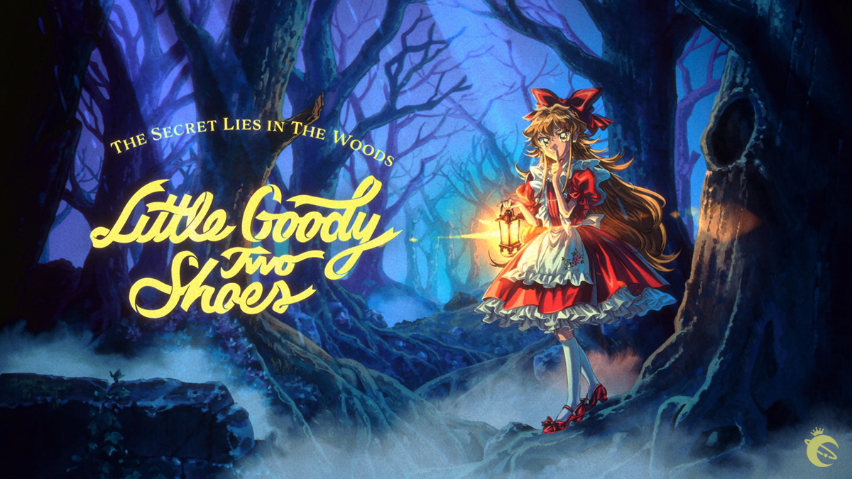 THE SECRET LIES IN THE WOODS
Little Goody
Two
Shoes